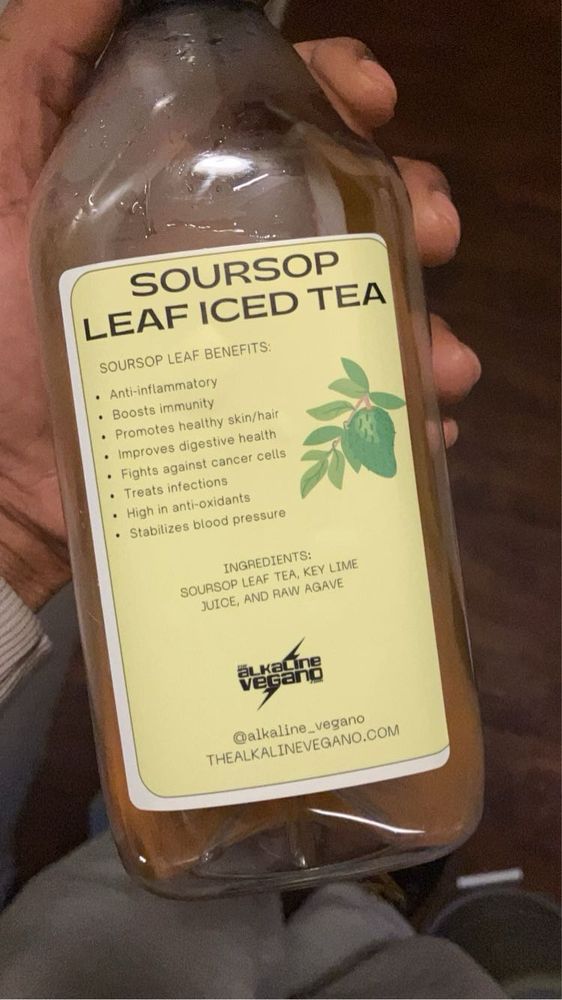 SOURSOP
LEAF ICED TEA
SOURSOP LEAF BENEFITS:
• Anti-inflammatory
• Boosts immunity
• Promotes healthy skin/hair
• Improves digestive health
• Fights against cancer cells
• Treats infections
• High in anti-oxidants
• Stabilizes blood pressure
INGREDIENTS:
SOURSOP LEAF TEA, KEY LIME
JUICE, AND RAW AGAVE
THE
ALKALINE
VEGANO
@alkaline_vegano
THEALKALINEVEGANO.COM